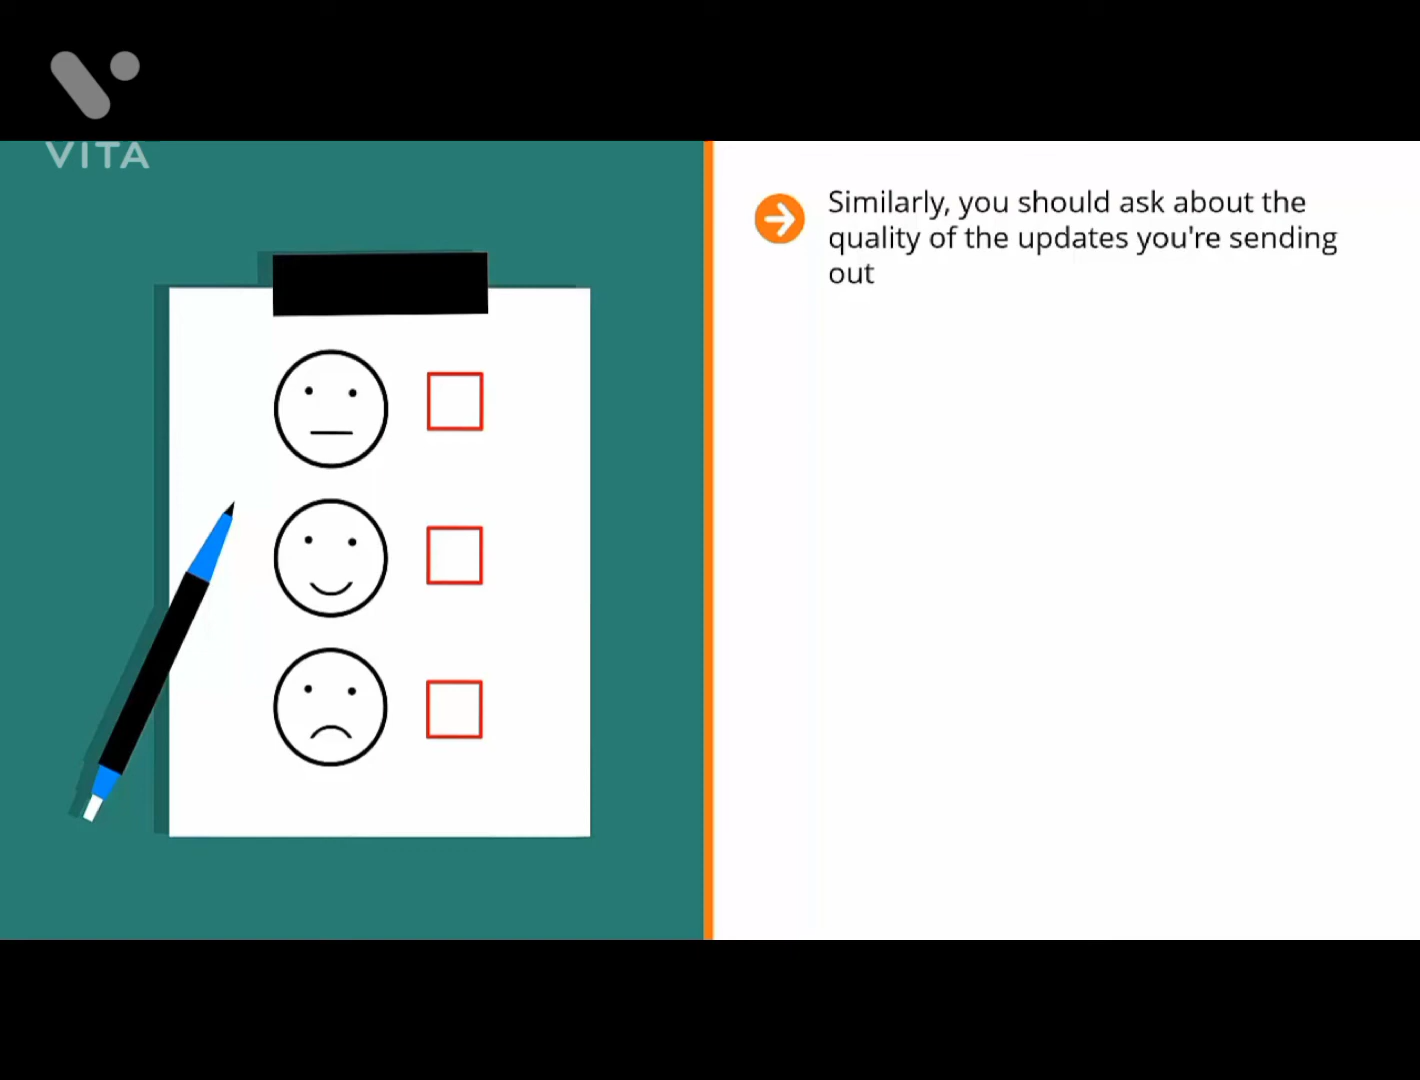 VITA
Similarly, you should ask about the
quality of the updates you're sending
out